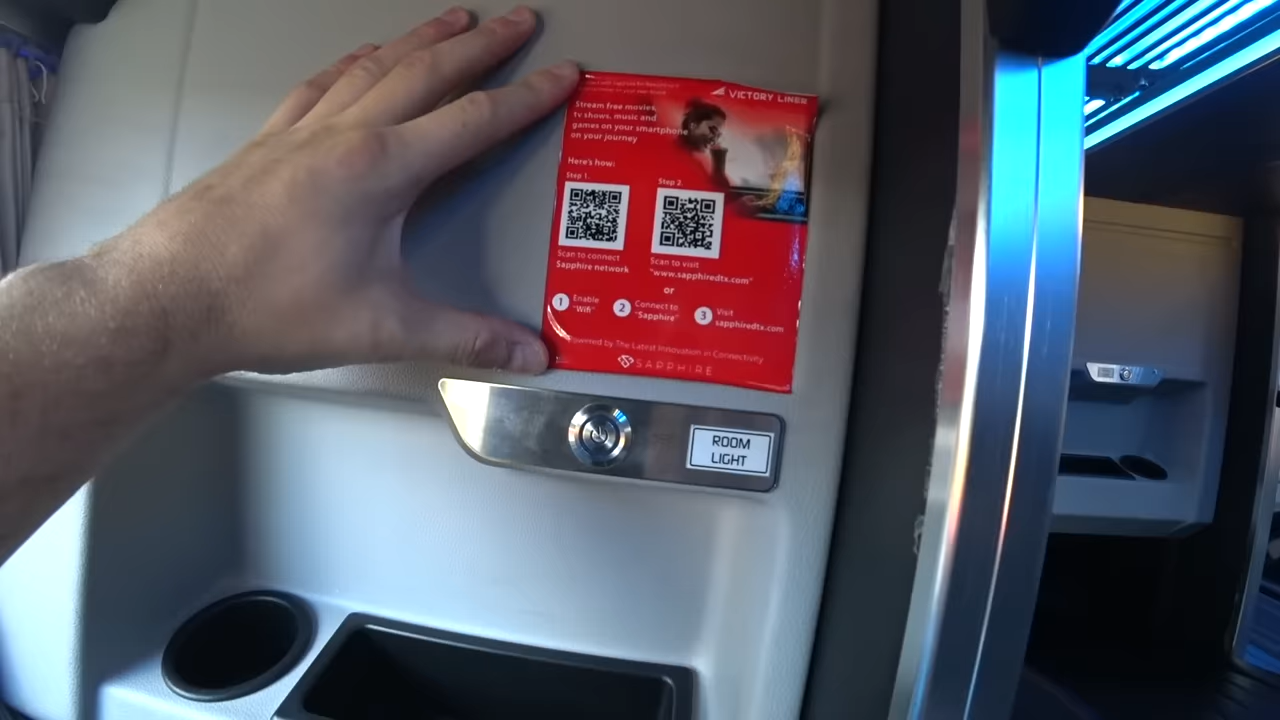 VICTORY LINER
Stream free movies,
tv shows, music and
games on your smartphone
on your journey
Here's how:
Step 1.
Step 2.
Scan to connect
Sapphire network
Scan to visit
"www.sapphiredtx.com"
or
1 Enable
"Wifi"
2 Connect to
"Sapphire"
3 Visit
sapphiredtx.com
Powered by The Latest Innovation in Connectivity
SAPPHIRE
ROOM
LIGHT